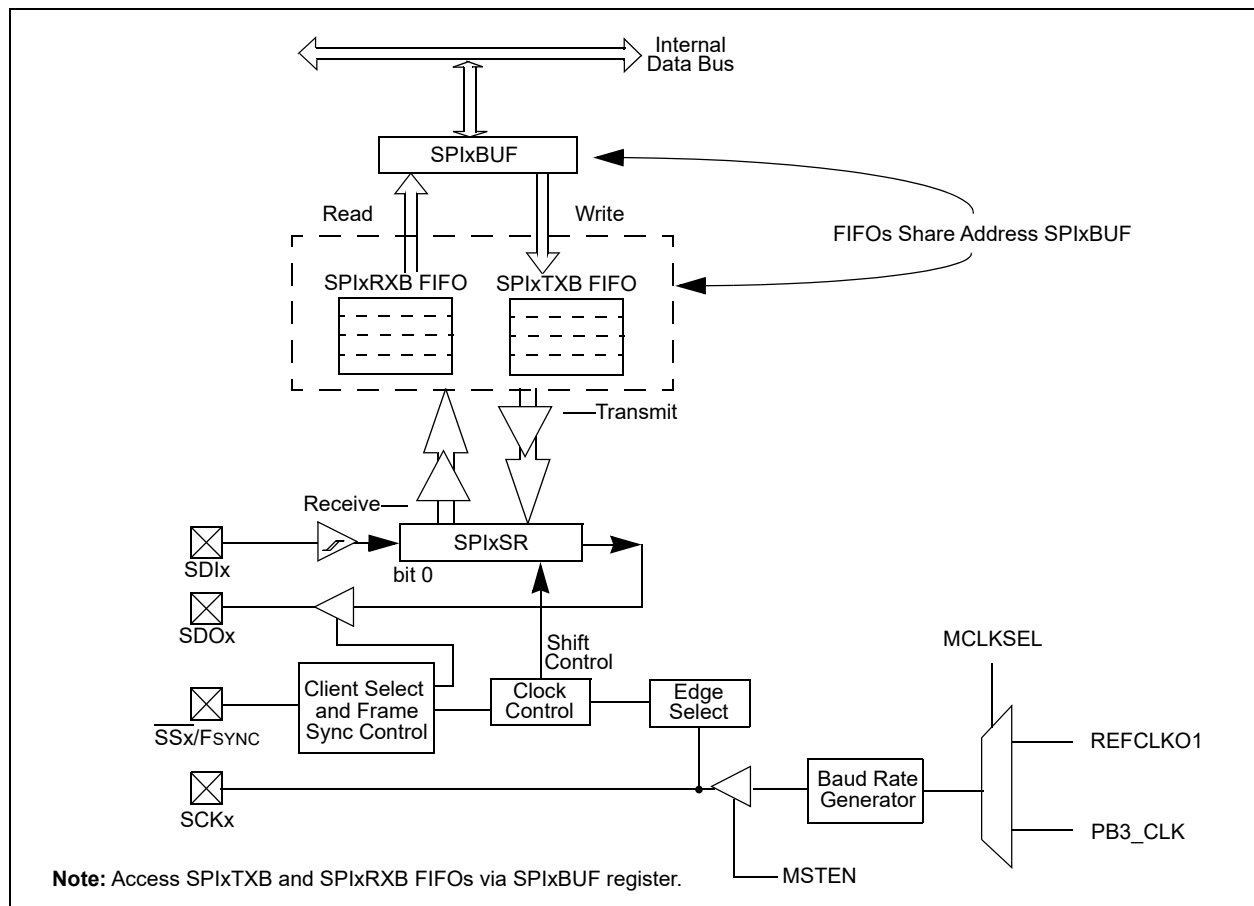 Internal
Data Bus
SPIxBUF
Read
Write
FIFOs Share Address SPIxBUF
SPIxRXB FIFO
SPIxTXB FIFO
Transmit
Receive
SPIxSR
SDIx
bit 0
SDOx
Shift
Control
MCLKSEL
Client Select
and Frame
Sync Control
Clock
Control
Edge
Select
SSx/FSYNC
REFCLKO1
Baud Rate
Generator
SCKx
PB3_CLK
MSTEN
Note: Access SPIxTXB and SPIxRXB FIFOs via SPIxBUF register.